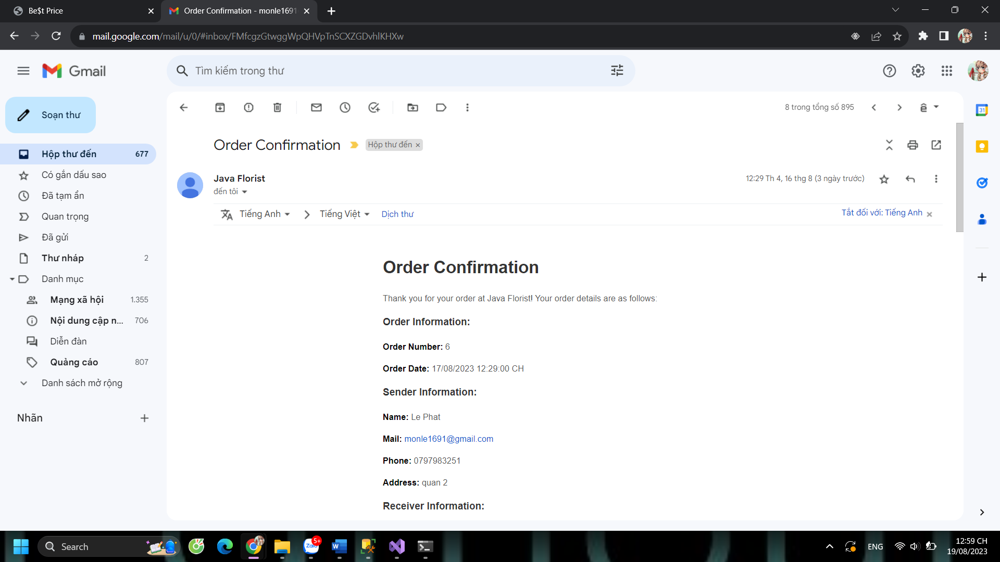 Be$t Price
Order Confirmation - monle1691
mail.google.com/mail/u/0/#inbox/FMfcgzGtwggWpQHVpTnSCXZGDvhlKHXw
Gmail
Tìm kiếm trong thư
Soạn thư
8 trong tổng số 895
Hộp thư đến 677
Có gắn dấu sao
Đã tạm ẩn
Quan trọng
Đã gửi
Thư nháp 2
Danh mục
Mạng xã hội 1.355
Nội dung cập n... 706
Diễn đàn
Quảng cáo 807
Danh sách mở rộng
Nhãn
Order Confirmation Hộp thư đến
Java Florist
12:29 Th 4, 16 thg 8 (3 ngày trước)
đến tôi
Tiếng Anh Tiếng Việt Dịch thư
Tắt đối với: Tiếng Anh
Order Confirmation
Thank you for your order at Java Florist! Your order details are as follows:
Order Information:
Order Number: 6
Order Date: 17/08/2023 12:29:00 CH
Sender Information:
Name: Le Phat
Mail: monle1691@gmail.com
Phone: 0797983251
Address: quan 2
Receiver Information:
31
Search
Zalo
5+
W
ENG
12:59 CH
19/08/2023